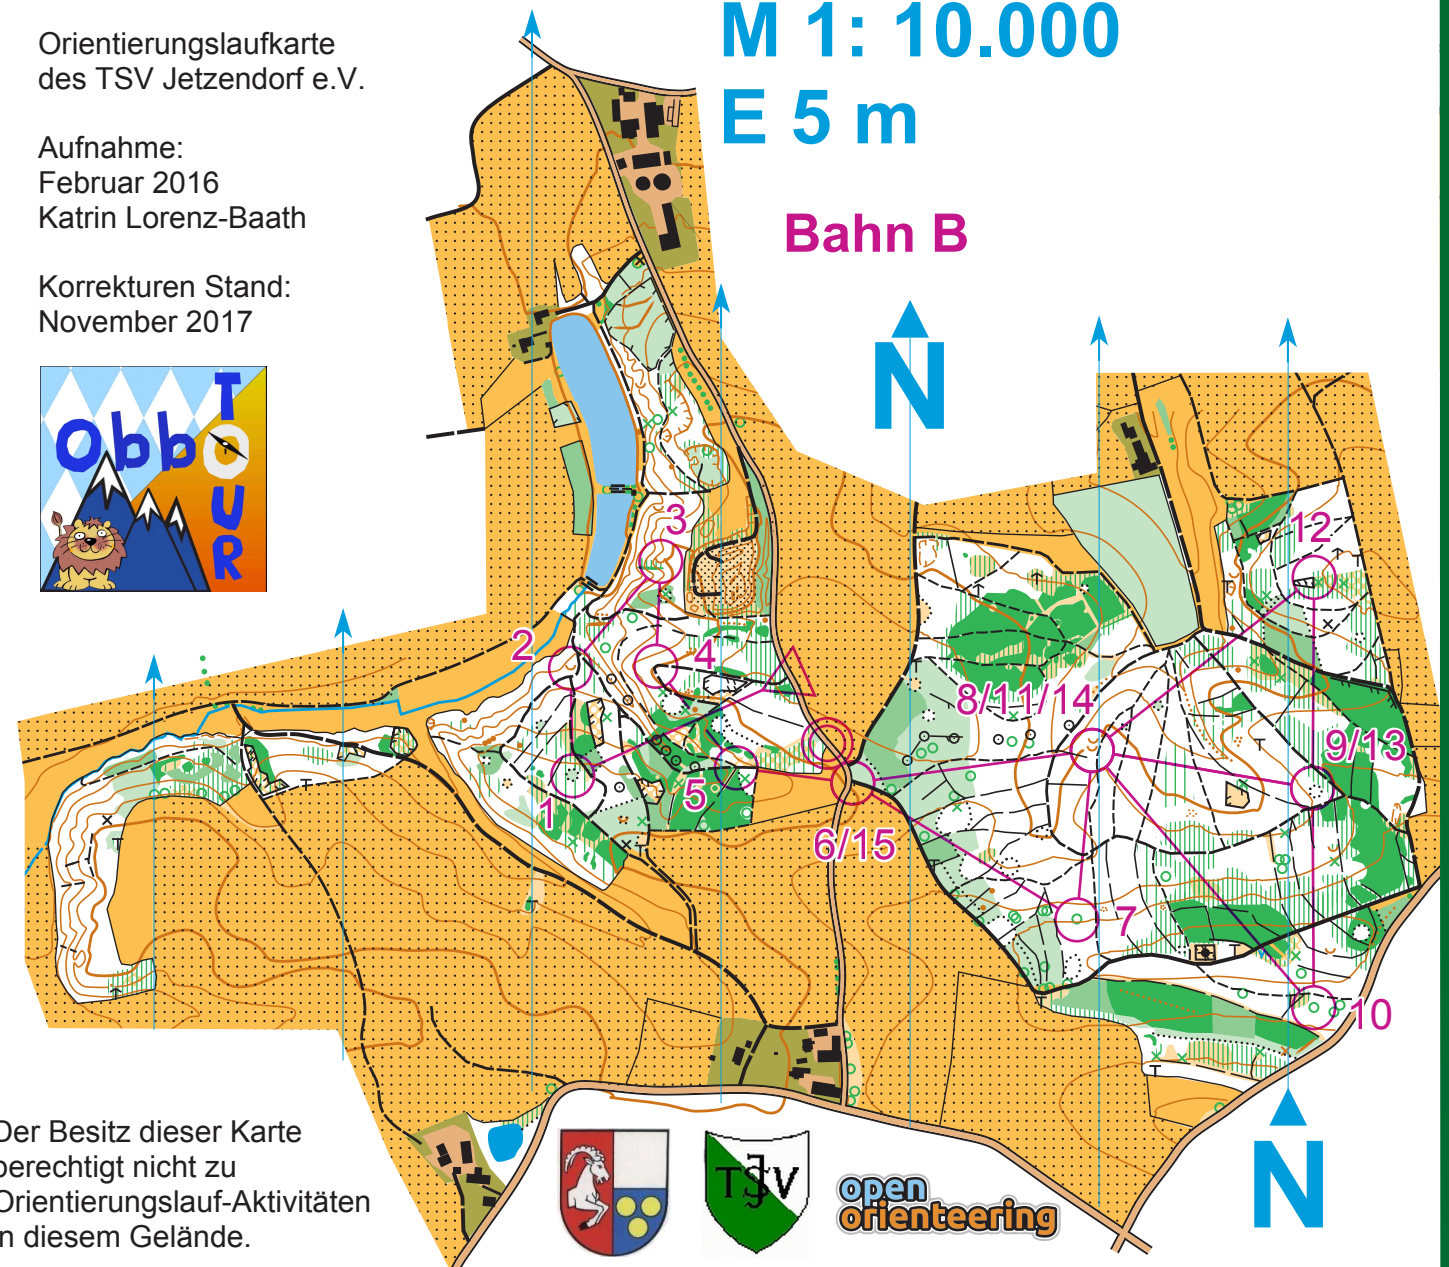 Orientierungslaufkarte
des TSV Jetzendorf e.V.
Aufnahme:
Februar 2016
Katrin Lorenz-Baath
Korrekturen Stand:
November 2017
M 1: 10.000
E 5 m
Bahn B
ObboTOUR
N
12
3
2
4
8/11/14
9/13
1
5
6/15
7
10
N
Der Besitz dieser Karte
berechtigt nicht zu
Orientierungslauf-Aktivitäten
in diesem Gelände.
TSV
J
open
orienteering